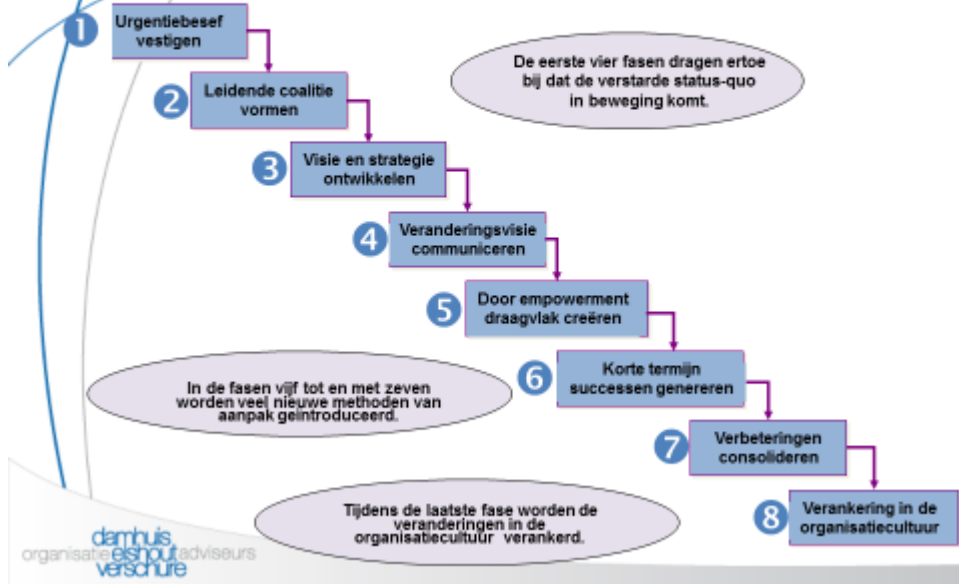 1
Urgentiebesef
vestigen
De eerste vier fasen dragen ertoe
bij dat de verstarde status-quo
in beweging komt.
2
Leidende coalitie
vormen
3
Visie en strategie
ontwikkelen
4
Veranderingsvisie
communiceren
5
Door empowerment
draagvlak creëren
6
Korte termijn
successen genereren
In de fasen vijf tot en met zeven
worden veel nieuwe methoden van
aanpak geïntroduceerd.
7
Verbeteringen
consolideren
8
Verankering in de
organisatiecultuur
Tijdens de laatste fase worden de
veranderingen in de
organisatiecultuur verankerd.
damhuis
organisatie elshout adviseurs
verschure